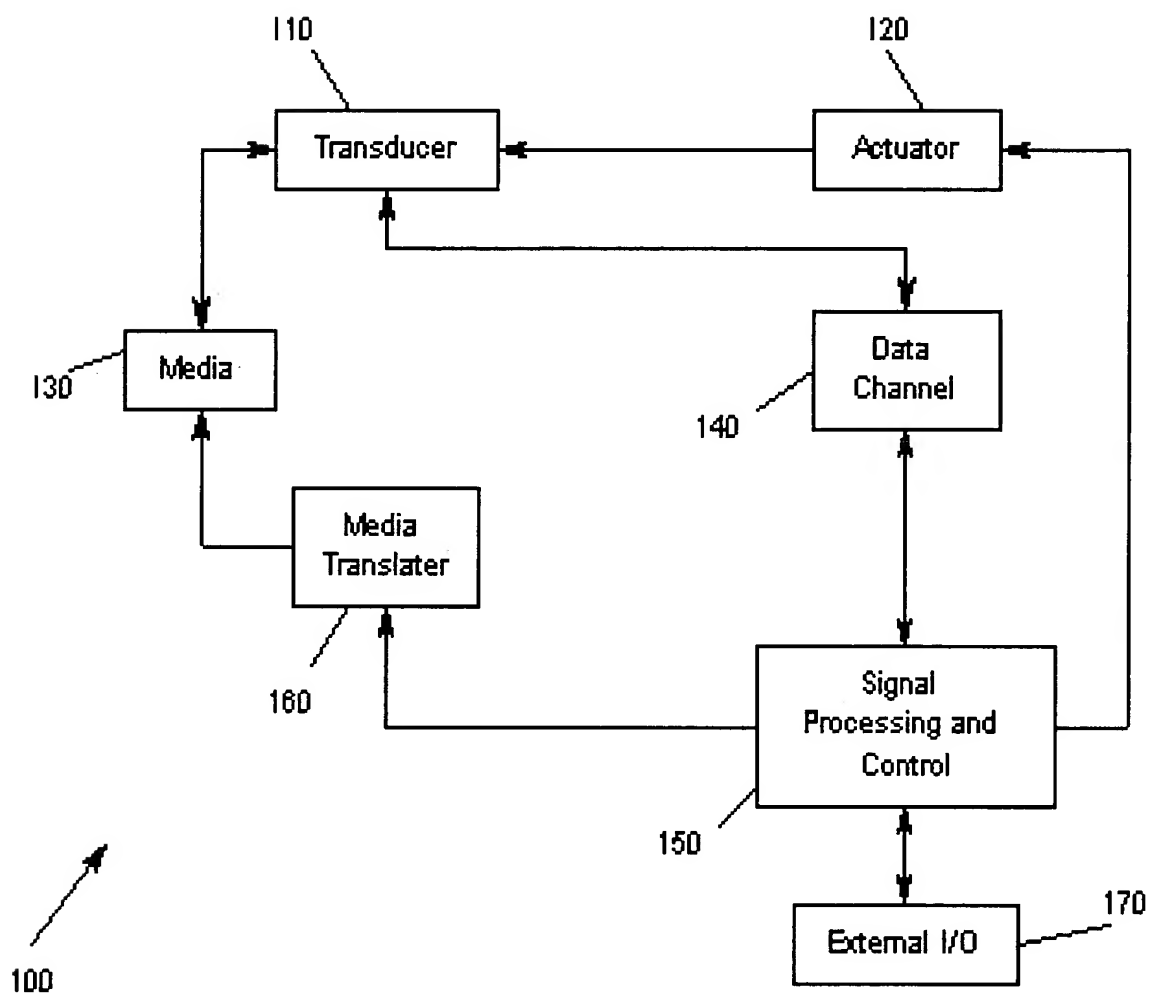 110
120
Transducer
Actuator
Media
130
Data
Channel
140
Media
Translater
160
Signal
Processing and
Control
150
170
External I/O
100